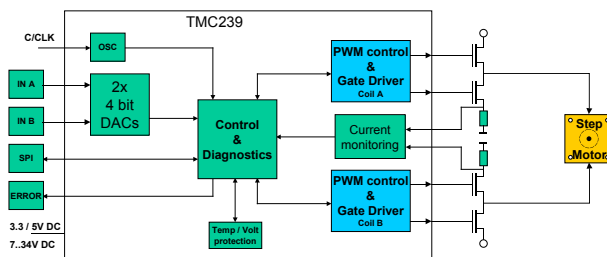 TMC239
C/CLK
OSC
IN A
IN B
SPI
ERROR
2x
4 bit
DACs
Control
&
Diagnostics
Temp / Volt
protection
PWM control
&
Gate Driver
Coil A
Current
monitoring
PWM control
&
Gate Driver
Coil B
Step
Motor
3.3 / 5V DC
7..34V DC